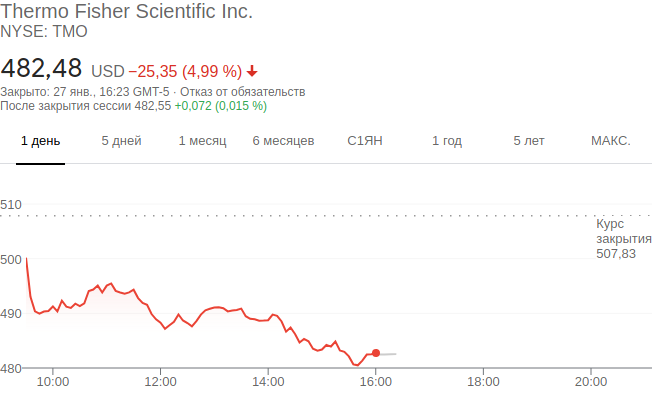 Thermo Fisher Scientific Inc.
NYSE: TMO
482,48 USD −25,35 (4,99 %)
Закрыто: 27 янв., 16:23 GMT-5 · Отказ от обязательств
После закрытия сессии 482,55 +0,072 (0,015 %)
1 день 5 дней 1 месяц 6 месяцев С1ЯН 1 год 5 лет МАКС.
510
Курс
закрытия
507,83
500
490
480
10:00 12:00 14:00 16:00 18:00 20:00